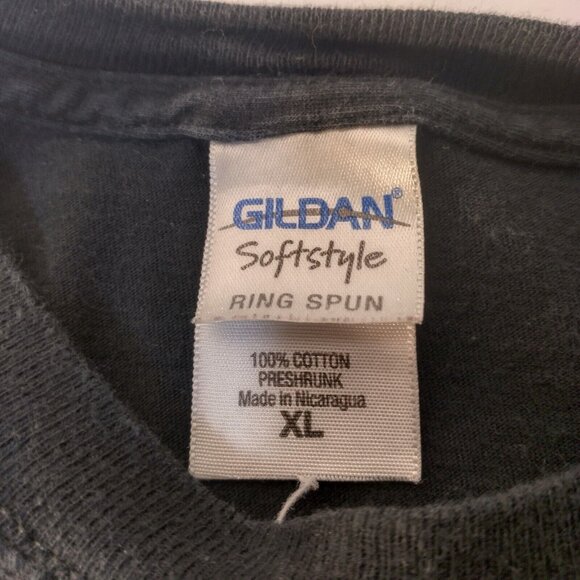 GILDAN®
Softstyle
RING SPUN
100% COTTON
PRESHRUNK
Made in Nicaragua
XL